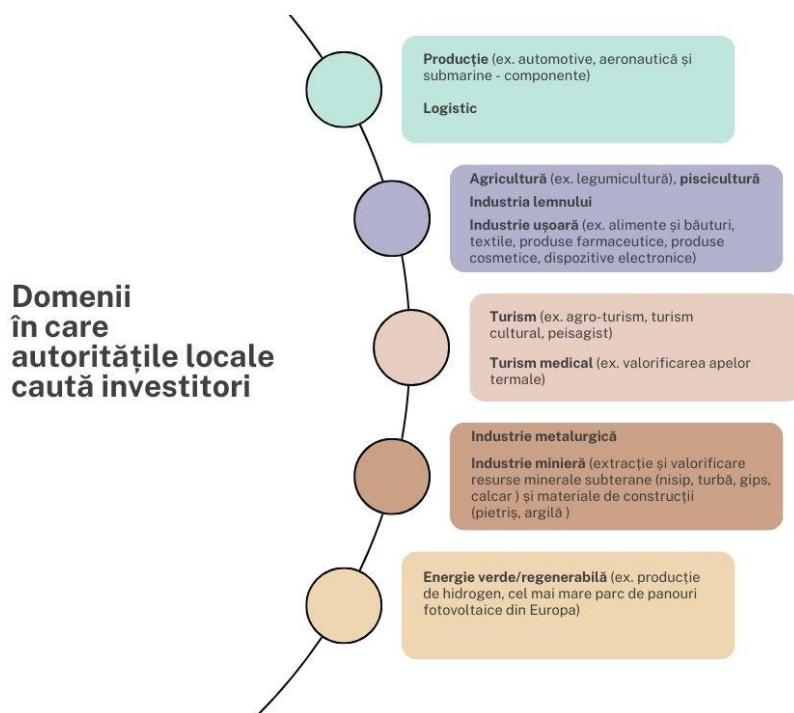 Domenii
în care
autoritățile locale
caută investitori
Producție (ex. automotive, aeronautică și
submarine - componente)
Logistic
Agricultură (ex. legumicultură), piscicultură
Industria lemnului
Industrie ușoară (ex. alimente și băuturi,
textile, produse farmaceutice, produse
cosmetice, dispozitive electronice)
Turism (ex. agro-turism, turism
cultural, peisagist)
Turism medical (ex. valorificarea apelor
termale)
Industrie metalurgică
Industrie minieră (extracție și valorificare
resurse minerale subterane (nisip, turbă, gips,
calcar ) și materiale de construcții
(pietriș, argilă )
Energie verde/regenerabilă (ex. producție
de hidrogen, cel mai mare parc de panouri
fotovoltaice din Europa)